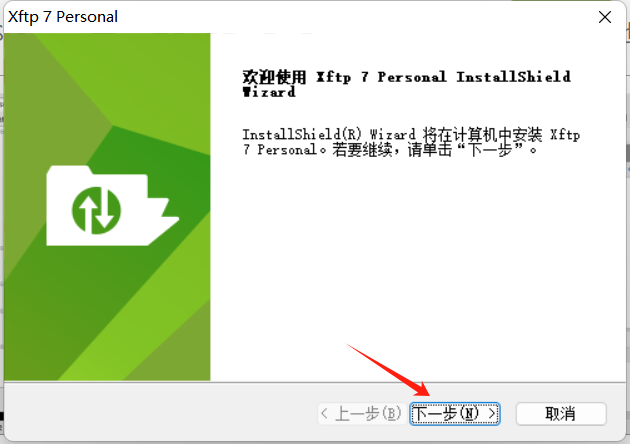 Xftp 7 Personal
欢迎使用 Xftp 7 Personal InstallShield
Wizard
InstallShield(R) Wizard 将在计算机中安装 Xftp
7 Personal。若要继续，请单击“下一步”。
< 上一步(B)
下一步(N) >
取消